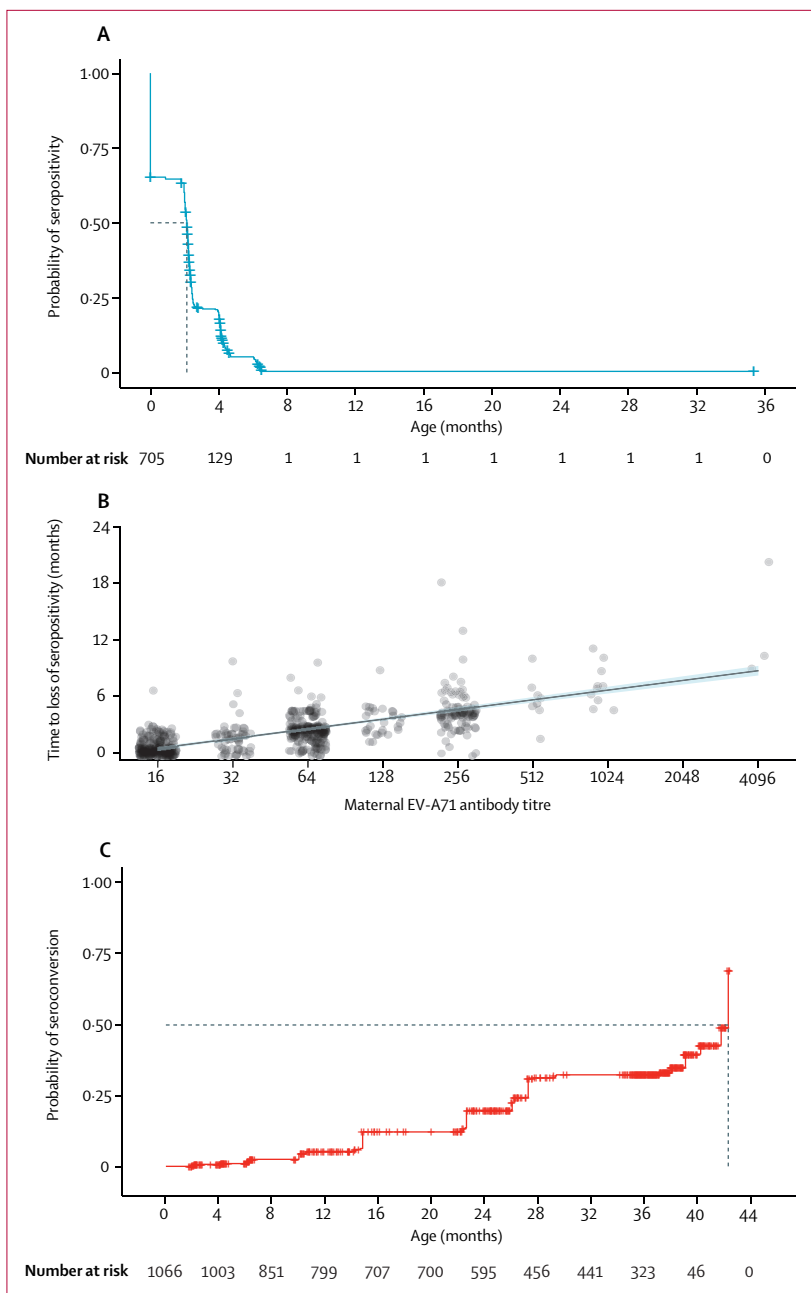 A
1·00
0·75
0·50
0·25
0
Probability of seropositivity
0 4 8 12 16 20 24 28 32 36
Age (months)
Number at risk 705 129 1 1 1 1 1 1 1 0
B
24
18
12
6
0
Time to loss of seropositivity (months)
16 32 64 128 256 512 1024 2048 4096
Maternal EV-A71 antibody titre
C
1·00
0·75
0·50
0·25
0
Probability of seroconversion
0 4 8 12 16 20 24 28 32 36 40 44
Age (months)
Number at risk 1066 1003 851 799 707 700 595 456 441 323 46 0